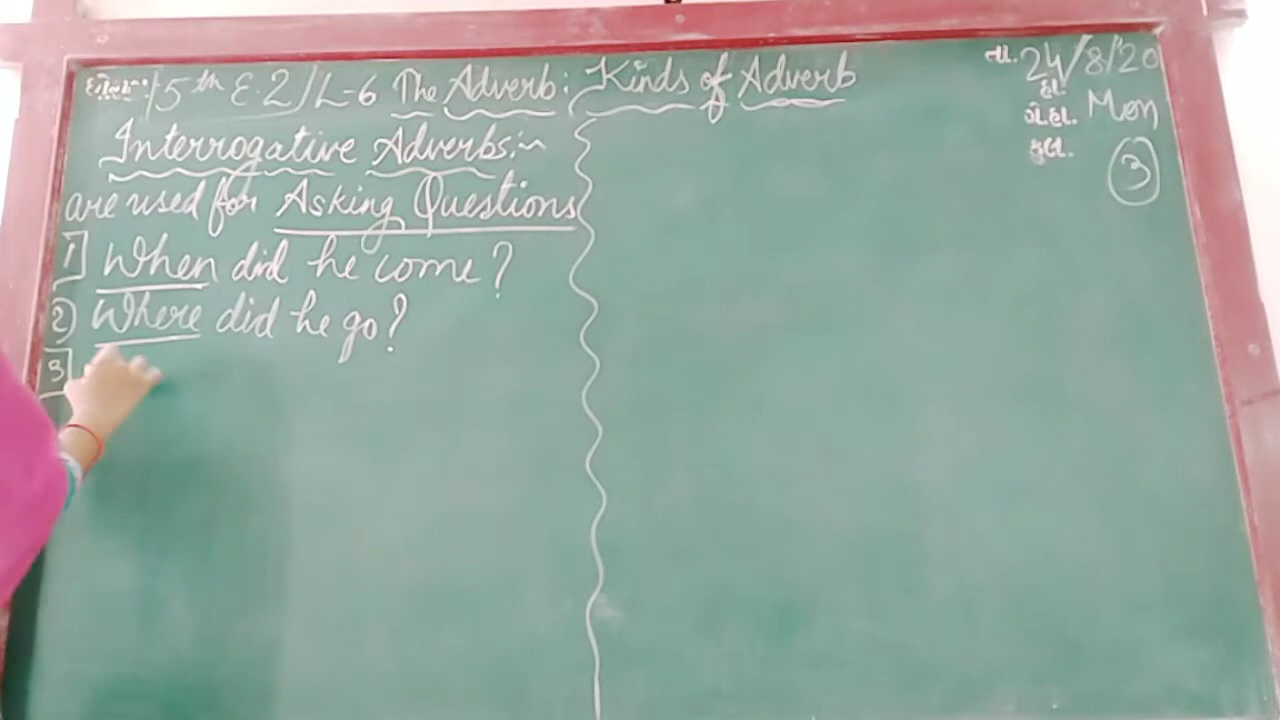 5th E.2 / L-6 The Adverb: Kinds of Adverb
Interrogative Adverbs:~
are used for Asking Questions
1 When did he come?
2) Where did he go?
3
તા. 24/8/20
હા.
ગે.હા. Mon
કુલ.
3